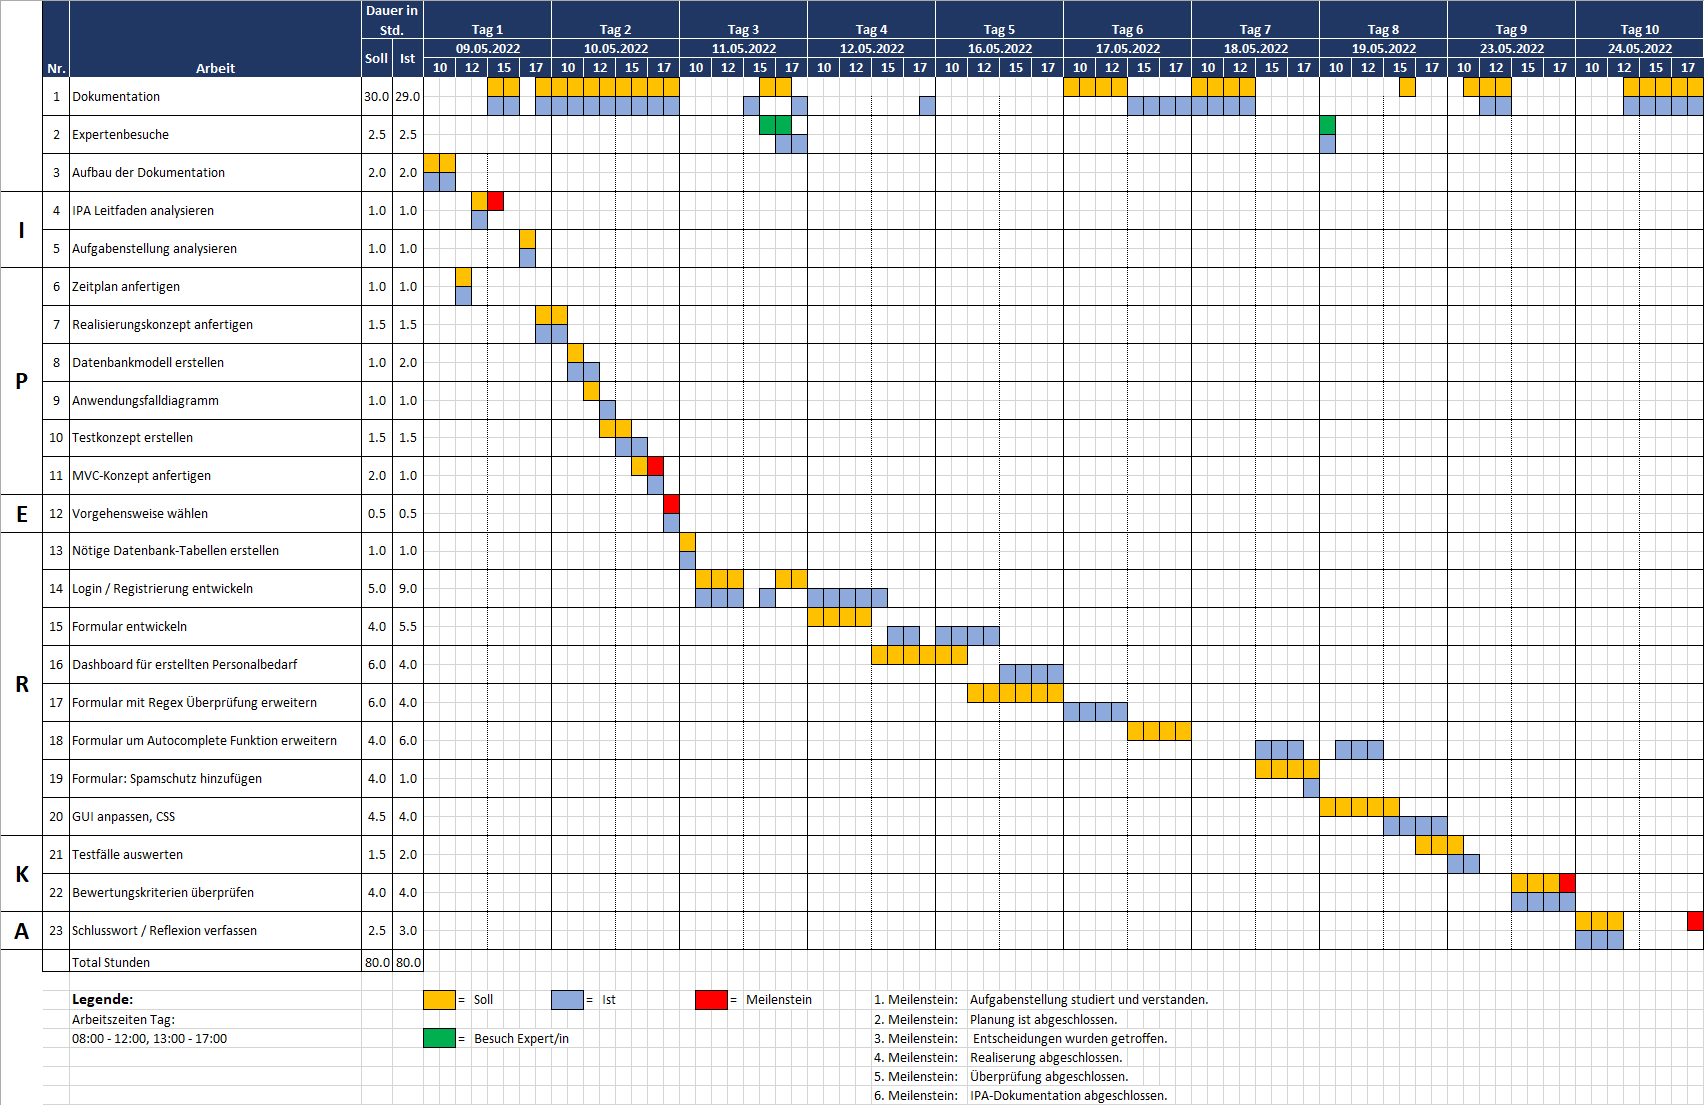 Dauer in
Std.
Tag 1 Tag 2 Tag 3 Tag 4 Tag 5 Tag 6 Tag 7 Tag 8 Tag 9 Tag 10
09.05.2022 10.05.2022 11.05.2022 12.05.2022 16.05.2022 17.05.2022 18.05.2022 19.05.2022 23.05.2022 24.05.2022
Nr. Arbeit Soll Ist 10 12 15 17 10 12 15 17 10 12 15 17 10 12 15 17 10 12 15 17 10 12 15 17 10 12 15 17 10 12 15 17 10 12 15 17 10 12 15 17
1 Dokumentation 30.0 29.0
2 Expertenbesuche 2.5 2.5
3 Aufbau der Dokumentation 2.0 2.0
I
4 IPA Leitfaden analysieren 1.0 1.0
5 Aufgabenstellung analysieren 1.0 1.0
P
6 Zeitplan anfertigen 1.0 1.0
7 Realisierungskonzept anfertigen 1.5 1.5
8 Datenbankmodell erstellen 1.0 2.0
9 Anwendungsfalldiagramm 1.0 1.0
10 Testkonzept erstellen 1.5 1.5
11 MVC-Konzept anfertigen 2.0 1.0
E
12 Vorgehensweise wählen 0.5 0.5
R
13 Nötige Datenbank-Tabellen erstellen 1.0 1.0
14 Login / Registrierung entwickeln 5.0 9.0
15 Formular entwickeln 4.0 5.5
16 Dashboard für erstellten Personalbedarf 6.0 4.0
17 Formular mit Regex Überprüfung erweitern 6.0 4.0
18 Formular um Autocomplete Funktion erweitern 4.0 6.0
19 Formular: Spamschutz hinzufügen 4.0 1.0
20 GUI anpassen, CSS 4.5 4.0
K
21 Testfälle auswerten 1.5 2.0
22 Bewertungskriterien überprüfen 4.0 4.0
A
23 Schlusswort / Reflexion verfassen 2.5 3.0
Total Stunden 80.0 80.0
Legende: = Soll = Ist = Meilenstein 1. Meilenstein: Aufgabenstellung studiert und verstanden.
Arbeitszeiten Tag: 2. Meilenstein: Planung ist abgeschlossen.
08:00 - 12:00, 13:00 - 17:00 = Besuch Expert/in 3. Meilenstein: Entscheidungen wurden getroffen.
4. Meilenstein: Realiserung abgeschlossen.
5. Meilenstein: Überprüfung abgeschlossen.
6. Meilenstein: IPA-Dokumentation abgeschlossen.